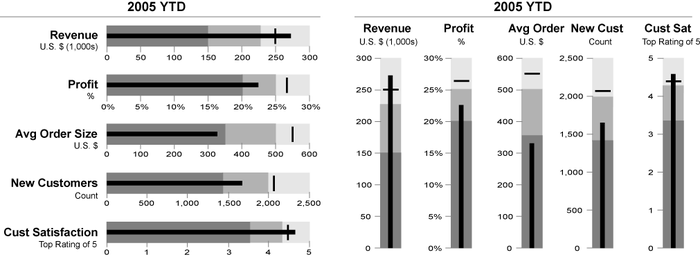 2005 YTD
Revenue
U.S. $ (1,000s)
0 50 100 150 200 250 300
Profit
%
0% 5% 10% 15% 20% 25% 30%
Avg Order Size
U.S. $
0 100 200 300 400 500 600
New Customers
Count
0 500 1,000 1,500 2,000 2,500
Cust Satisfaction
Top Rating of 5
0 1 2 3 4 5
2005 YTD
Revenue Profit Avg Order New Cust Cust Sat
U.S. $ (1,000s) % U.S. $ Count Top Rating of 5
300 30% 600 2,500 5
250 25% 500 2,000 4
200 20% 400 1,500 3
150 15% 300 1,000 2
100 10% 200 500 1
50 5% 100
0 0% 0 0 0